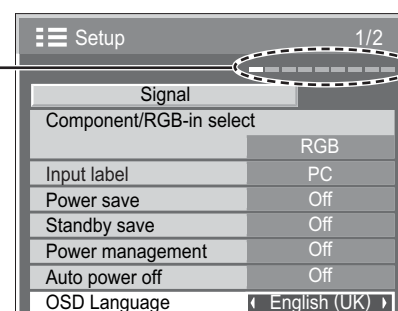 Setup 1/2
Signal
Component/RGB-in select
RGB
Input label PC
Power save Off
Standby save Off
Power management Off
Auto power off Off
OSD Language English (UK)